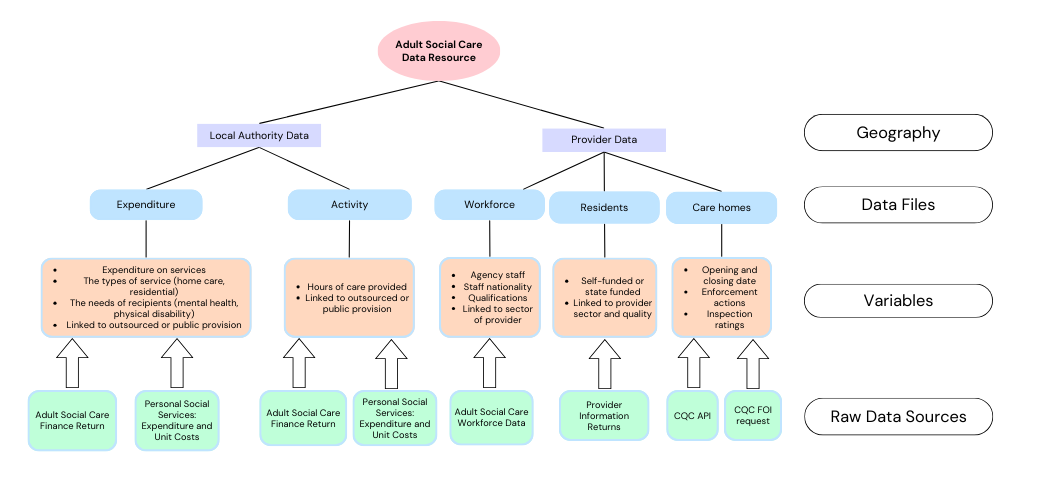 Adult Social Care
Data Resource
Local Authority Data
Provider Data
Geography
Expenditure
Activity
Workforce
Residents
Care homes
Data Files
• Expenditure on services
• The types of service (home care,
residential)
• The needs of recipients (mental health,
physical disability)
• Linked to outsourced or public provision
• Hours of care provided
• Linked to outsourced or
public provision
• Agency staff
• Staff nationality
• Qualifications
• Linked to sector
of provider
• Self-funded or
state funded
• Linked to provider
sector and quality
• Opening and
closing date
• Enforcement
actions
• Inspection
ratings
Variables
Adult Social Care
Finance Return
Personal Social
Services:
Expenditure and
Unit Costs
Adult Social Care
Finance Return
Personal Social
Services:
Expenditure and
Unit Costs
Adult Social Care
Workforce Data
Provider
Information
Returns
CQC API
CQC FOI
request
Raw Data Sources